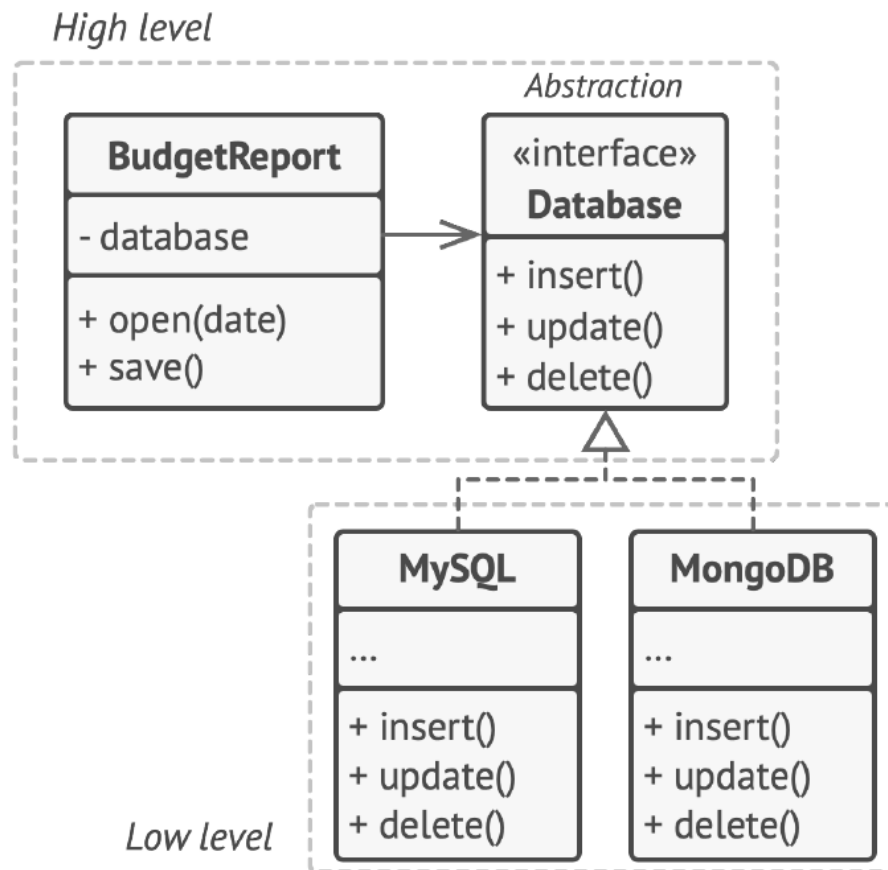 High level
Abstraction
BudgetReport
- database
+ open(date)
+ save()
«interface»
Database
+ insert()
+ update()
+ delete()
MySQL
...
+ insert()
+ update()
+ delete()
MongoDB
...
+ insert()
+ update()
+ delete()
Low level